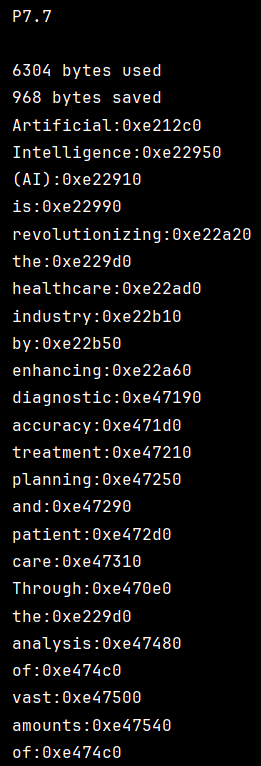 P7.7
6304 bytes used
968 bytes saved
Artificial:0xe212c0
Intelligence:0xe22950
(AI):0xe22910
is:0xe22990
revolutionizing:0xe22a20
the:0xe229d0
healthcare:0xe22ad0
industry:0xe22b10
by:0xe22b50
enhancing:0xe22a60
diagnostic:0xe47190
accuracy:0xe471d0
treatment:0xe47210
planning:0xe47250
and:0xe47290
patient:0xe472d0
care:0xe47310
Through:0xe470e0
the:0xe229d0
analysis:0xe47480
of:0xe474c0
vast:0xe47500
amounts:0xe47540
of:0xe474c0